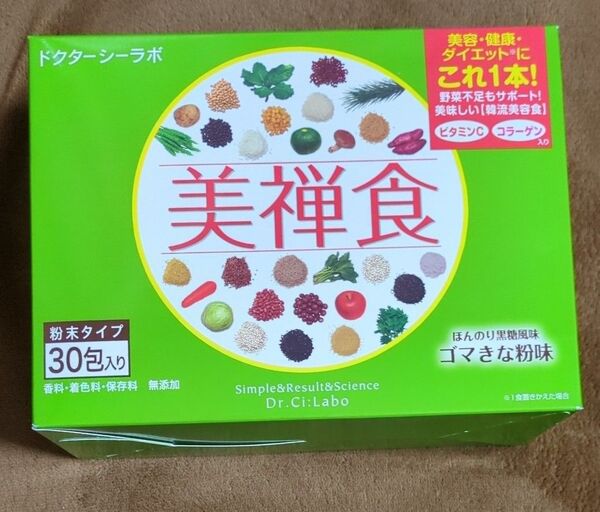 ドクターシーラボ
美容・健康・
ダイエット※に
これ1本!
野菜不足もサポート!
美味しい【韓流美容食】
ビタミンC コラーゲン 入り
美禅食
粉末タイプ
30包入り
香料・着色料・保存料 無添加
ほんのり黒糖風味
ゴマきな粉味
Simple&Result&Science
Dr.Ci:Labo
※1食置きかえた場合